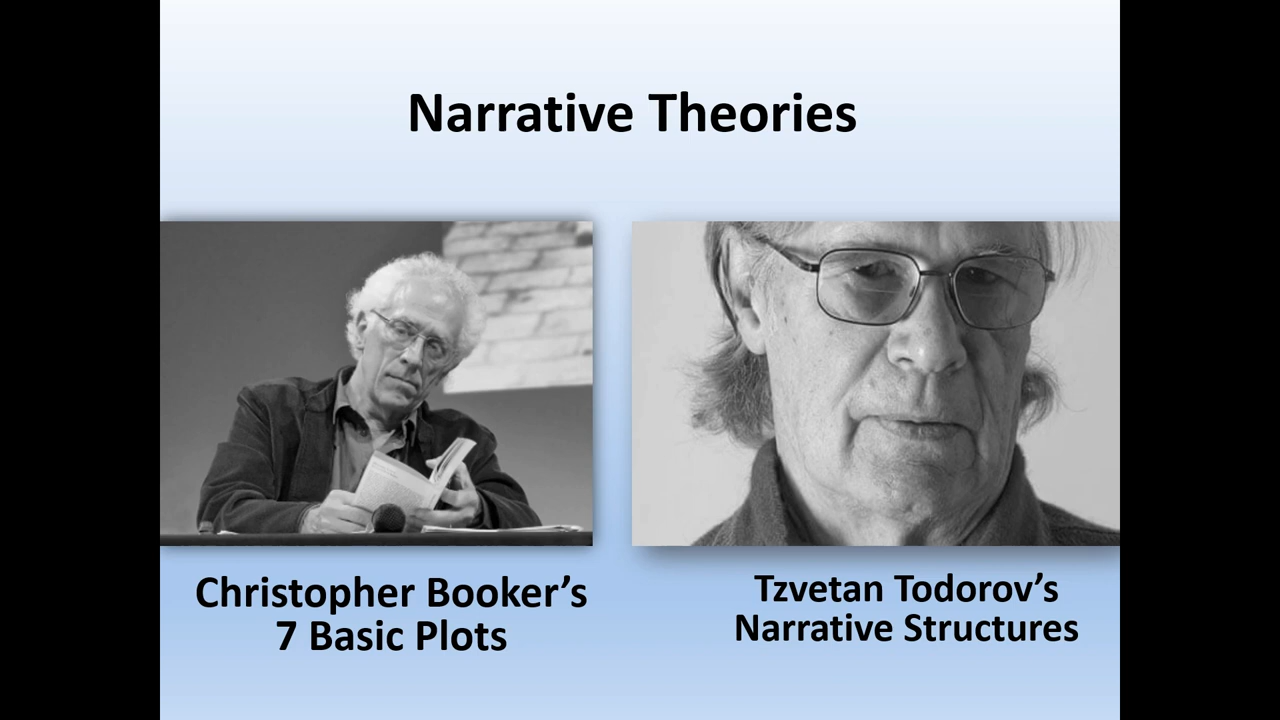 Narrative Theories
Christopher Booker’s
7 Basic Plots
Tzvetan Todorov’s
Narrative Structures